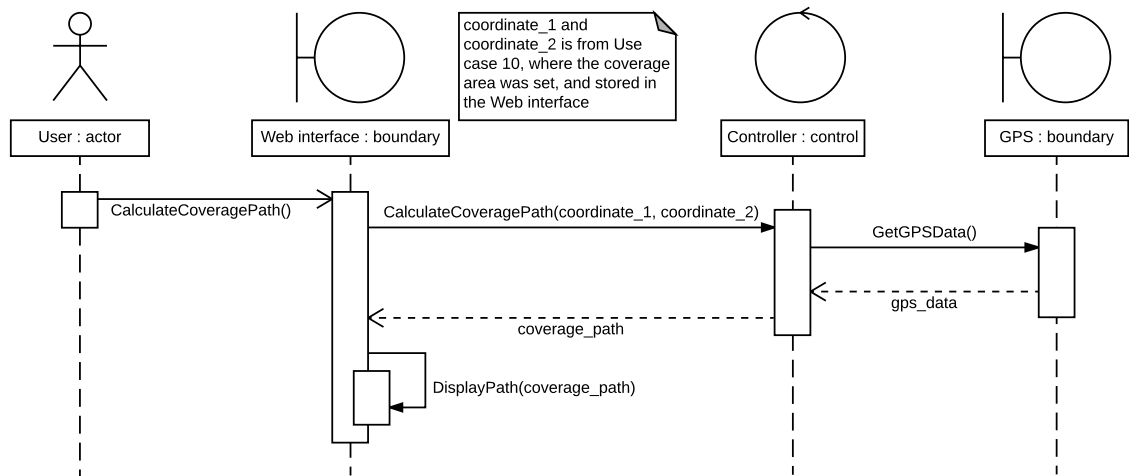 coordinate_1 and
coordinate_2 is from Use
case 10, where the coverage
area was set, and stored in
the Web interface
User : actor
Web interface : boundary
Controller : control
GPS : boundary
CalculateCoveragePath()
CalculateCoveragePath(coordinate_1, coordinate_2)
GetGPSData()
gps_data
coverage_path
DisplayPath(coverage_path)